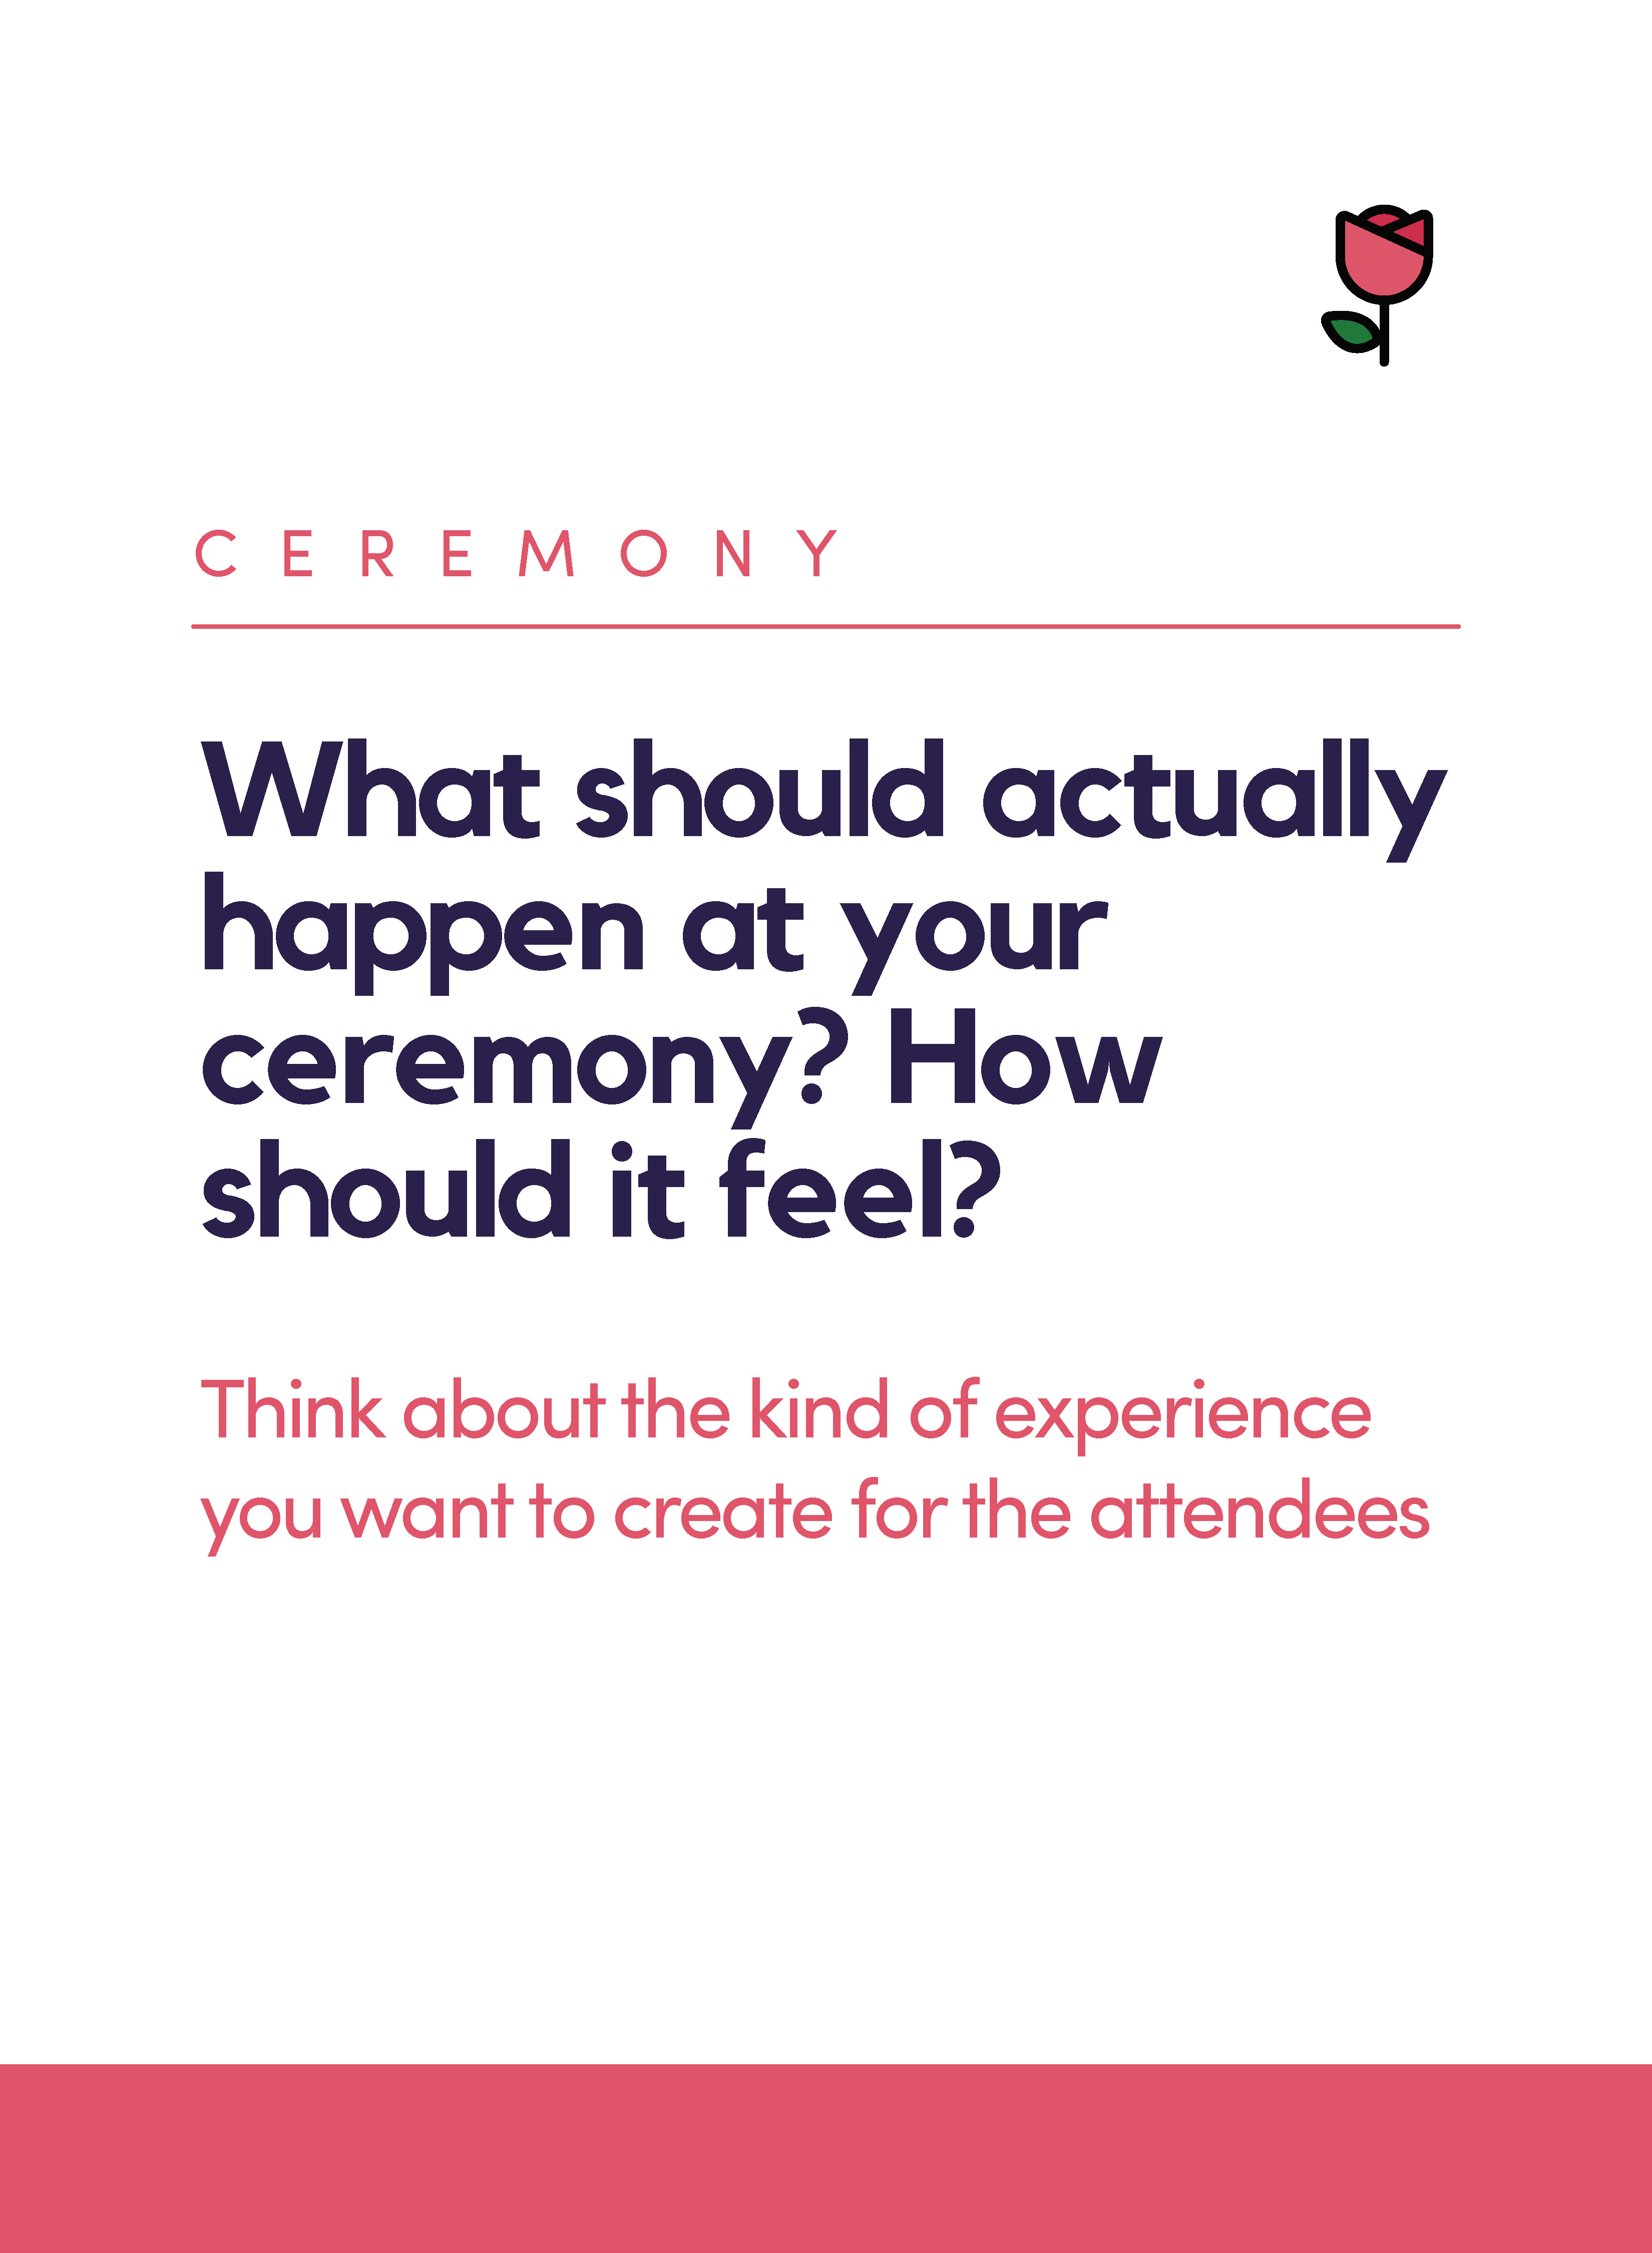 CEREMONY
What should actually
happen at your
ceremony? How
should it feel?
Think about the kind of experience
you want to create for the attendees